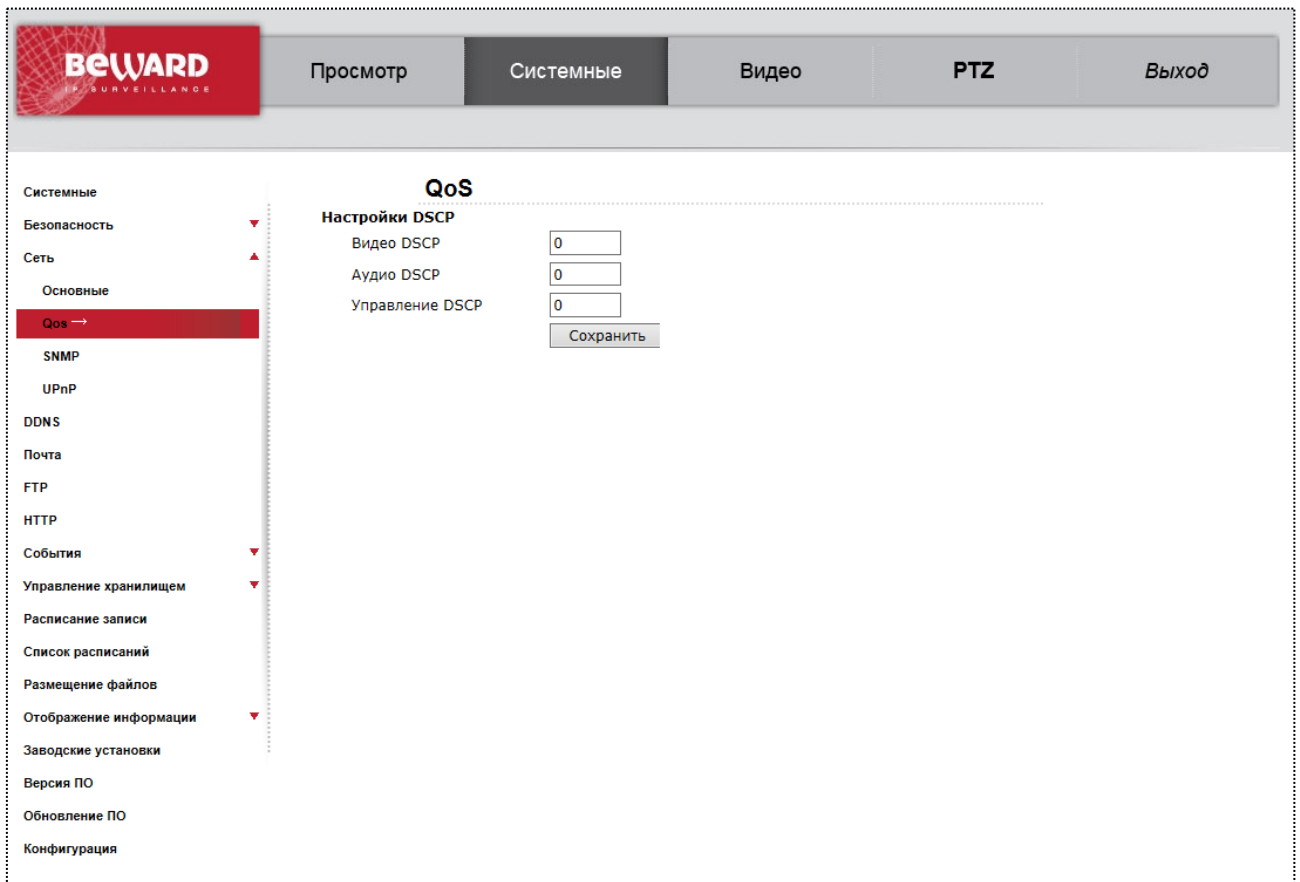 BEWARD
IP SURVEILLANCE
Просмотр
Системные
Видео
PTZ
Выход
Системные
Безопасность
Сеть
Основные
Qos →
SNMP
UPnP
DDNS
Почта
FTP
HTTP
События
Управление хранилищем
Расписание записи
Список расписаний
Размещение файлов
Отображение информации
Заводские установки
Версия ПО
Обновление ПО
Конфигурация
QoS
Настройки DSCP
Видео DSCP 0
Аудио DSCP 0
Управление DSCP 0
Сохранить